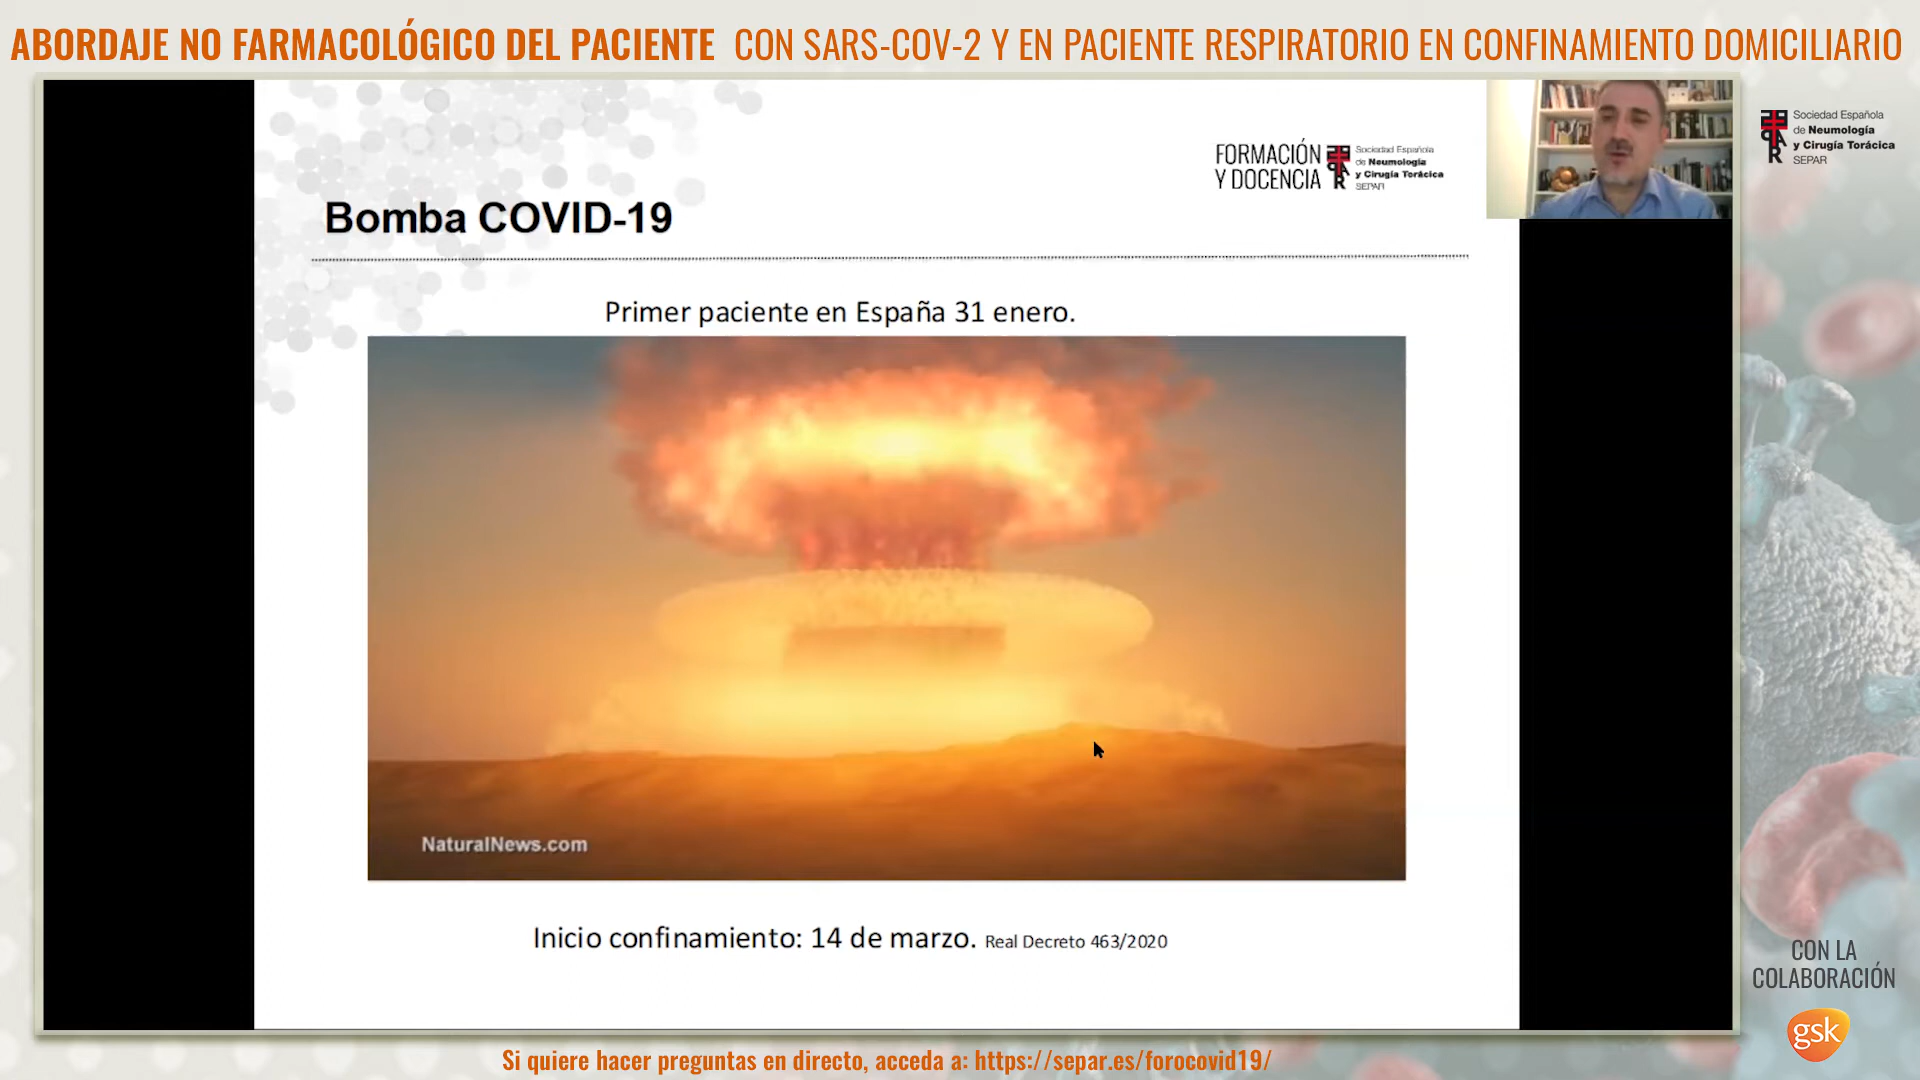 ABORDAJE NO FARMACOLÓGICO DEL PACIENTE CON SARS-COV-2 Y EN PACIENTE RESPIRATORIO EN CONFINAMIENTO DOMICILIARIO
FORMACIÓN
Y DOCENCIA
Sociedad Española
de Neumología
y Cirugía Torácica
SEPAR
Sociedad Española
de Neumología
y Cirugía Torácica
SEPAR
Bomba COVID-19
Primer paciente en España 31 enero.
NaturalNews.com
Inicio confinamiento: 14 de marzo. Real Decreto 463/2020
CON LA
COLABORACIÓN
gsk
Si quiere hacer preguntas en directo, acceda a: https://separ.es/forocovid19/